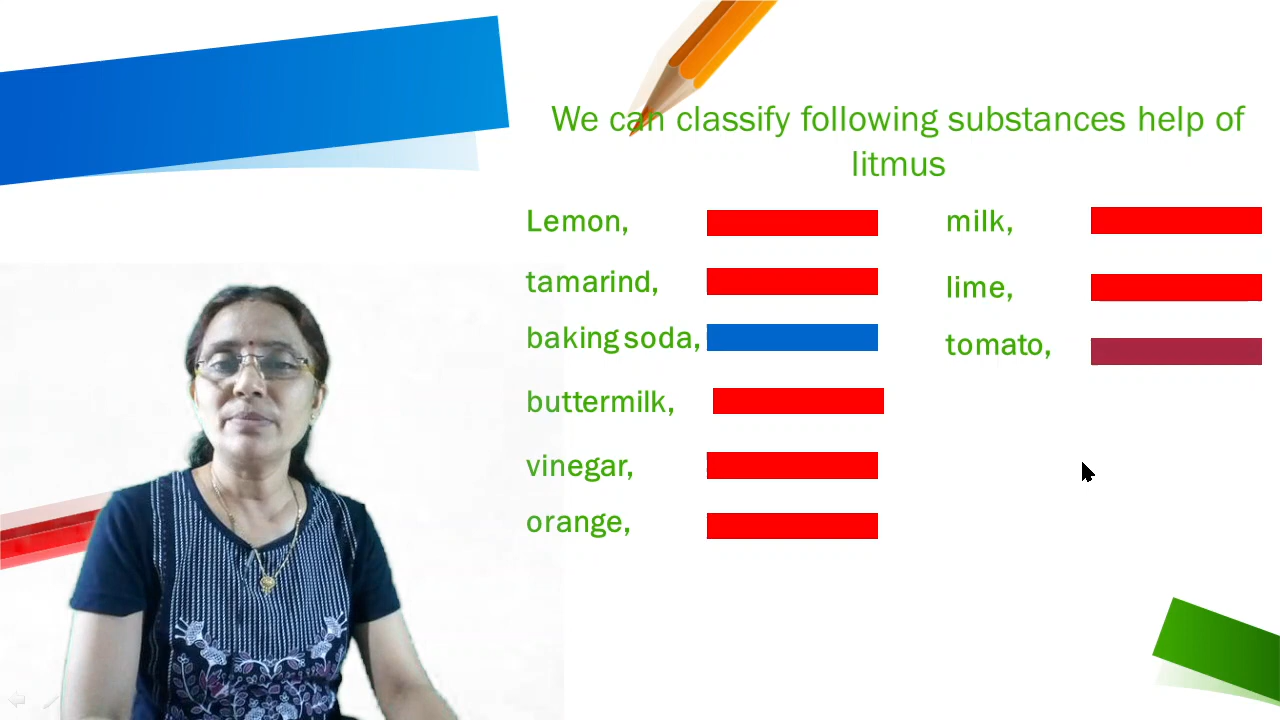 We can classify following substances help of
litmus
Lemon,
tamarind,
baking soda,
buttermilk,
vinegar,
orange,
milk,
lime,
tomato,